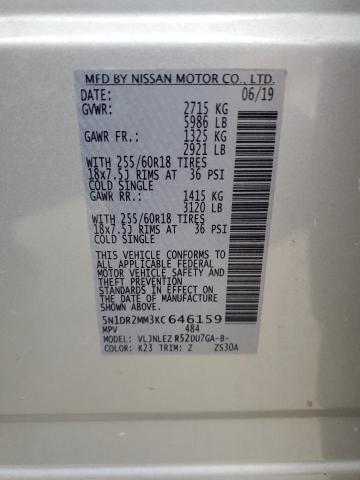 MFD BY NISSAN MOTOR CO., LTD.
DATE: 06/19
GVWR: 2715 KG
5986 LB
GAWR FR.: 1325 KG
2921 LB
WITH 255/60R18 TIRES
18x7.5J RIMS AT 36 PSI
COLD SINGLE
GAWR RR.: 1415 KG
3120 LB
WITH 255/60R18 TIRES
18x7.5J RIMS AT 36 PSI
COLD SINGLE
THIS VEHICLE CONFORMS TO
ALL APPLICABLE FEDERAL
MOTOR VEHICLE SAFETY
AND THEFT PREVENTION
STANDARDS IN EFFECT ON
THE DATE OF MANUFACTURE
SHOWN ABOVE.
5N1DR2MM3KC646159
MPV 484
MODEL: VLJNLEZ R52DU7GA-B-
COLOR: K23 TRIM: Z ZS30A